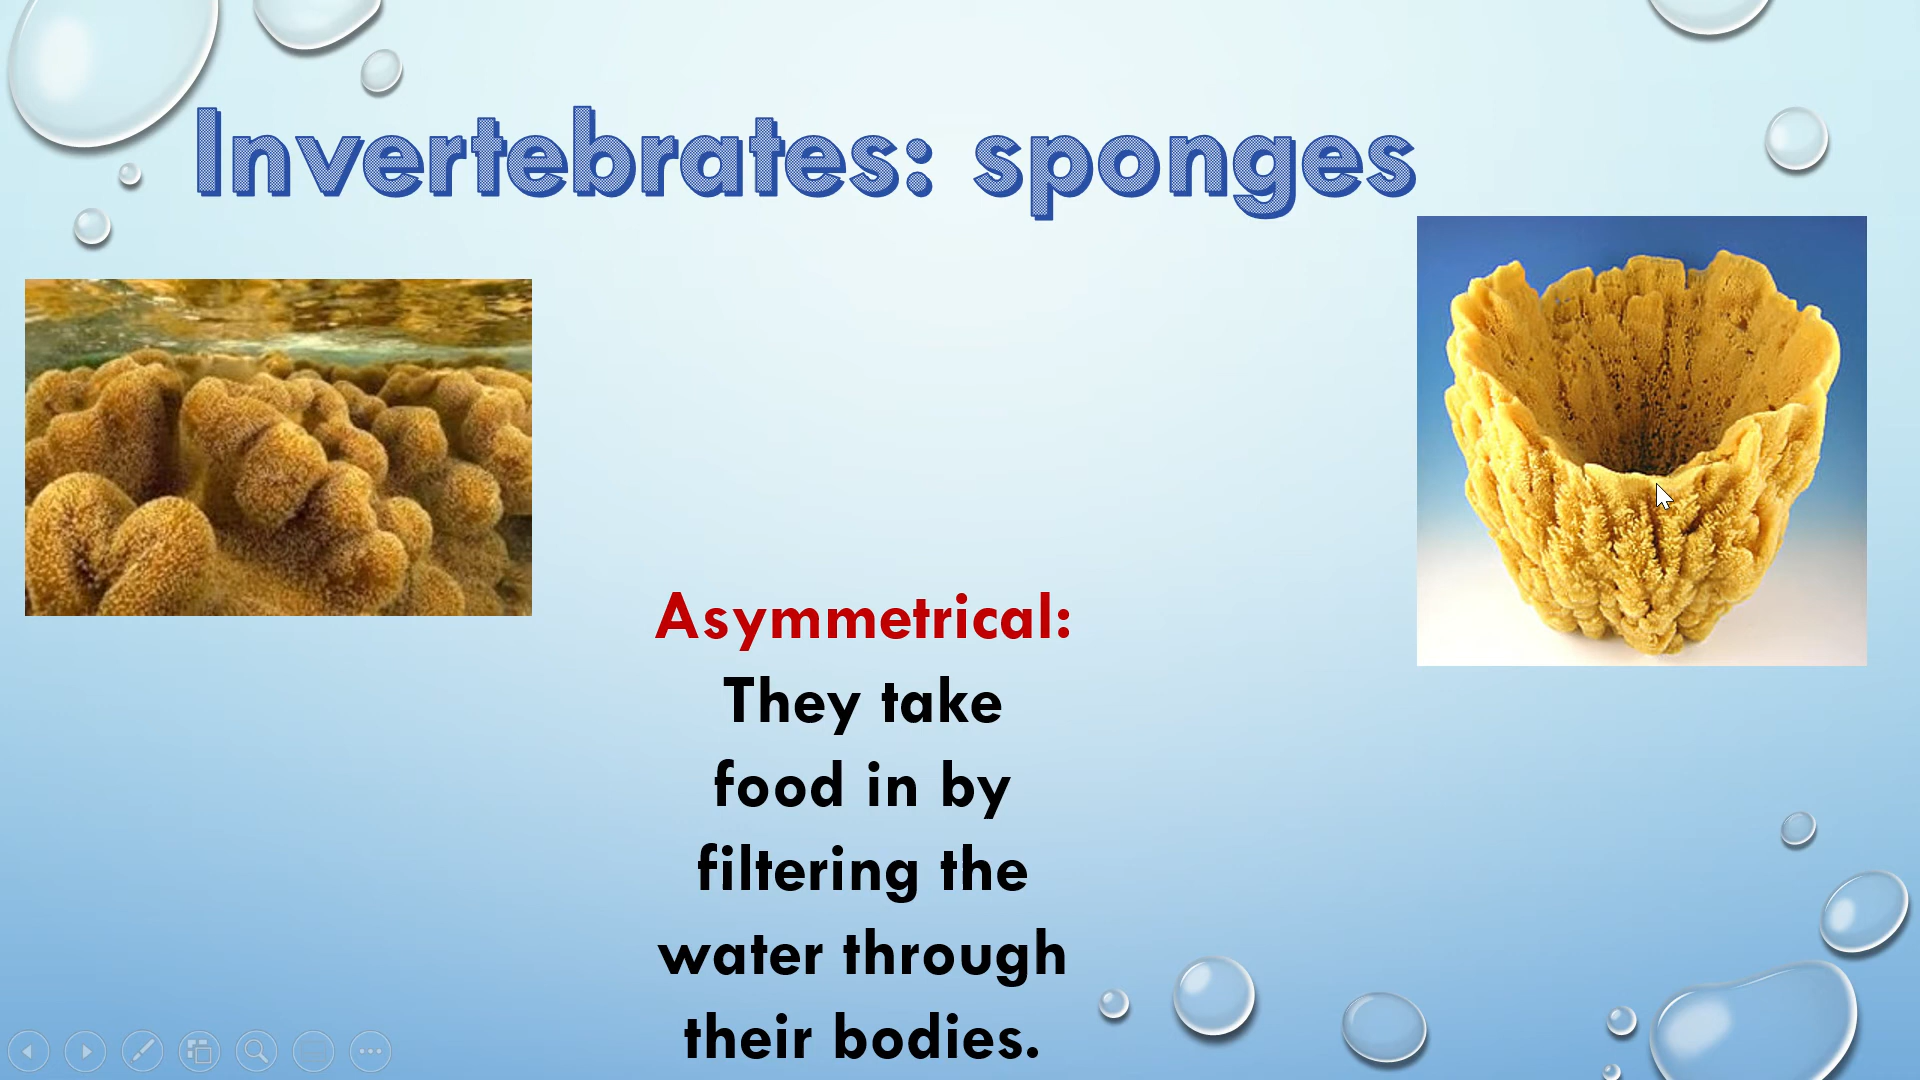 Invertebrates: sponges
Asymmetrical:
They take
food in by
filtering the
water through
their bodies.